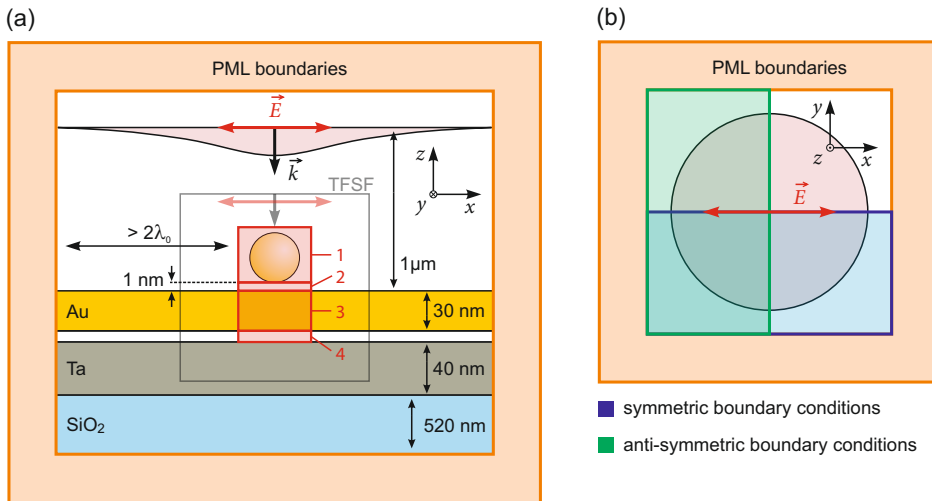 (a)
PML boundaries
E
k
z
y
x
TFSF
> 2λ₀
1
1 nm
2
1μm
Au
3
30 nm
4
Ta
40 nm
SiO₂
520 nm
(b)
PML boundaries
y
z
x
E
symmetric boundary conditions
anti-symmetric boundary conditions